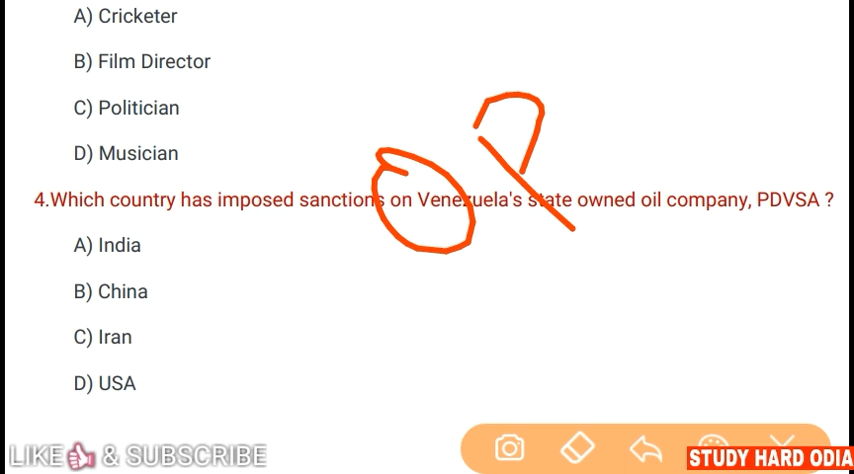 A) Cricketer
B) Film Director
C) Politician
D) Musician
4.Which country has imposed sanctions on Venezuela's state owned oil company, PDVSA ?
A) India
B) China
C) Iran
D) USA
LIKE & SUBSCRIBE
STUDY HARD ODIA